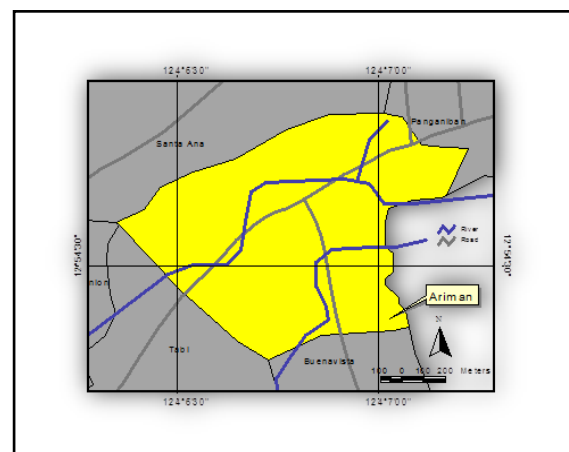 124°6'30" 124°7'00"
Panganiban
Santa Ana
River
Road
12°54'30" 12°54'30"
nion
Ariman
N
Tabi
Buenavista
100 0 100 200 Meters
124°6'30" 124°7'00"